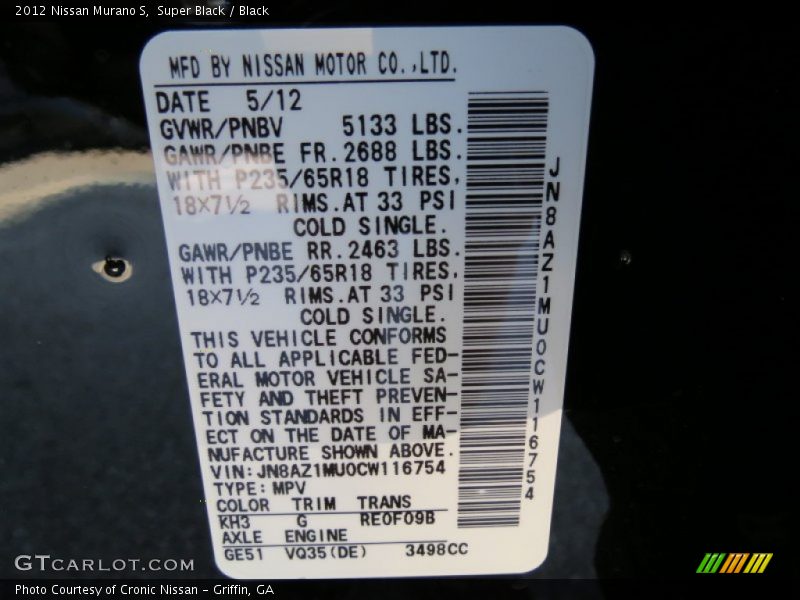 2012 Nissan Murano S, Super Black / Black
MFD BY NISSAN MOTOR CO.,LTD.
DATE 5/12
GVWR/PNBV 5133 LBS.
GAWR/PNBE FR. 2688 LBS.
WITH P235/65R18 TIRES,
18X7½ RIMS.AT 33 PSI
COLD SINGLE.
GAWR/PNBE RR. 2463 LBS.
WITH P235/65R18 TIRES.
18X7½ RIMS.AT 33 PSI
COLD SINGLE.
THIS VEHICLE CONFORMS
TO ALL APPLICABLE FED-
ERAL MOTOR VEHICLE SA-
FETY AND THEFT PREVEN-
TION STANDARDS IN EFF-
ECT ON THE DATE OF MA-
NUFACTURE SHOWN ABOVE.
VIN: JN8AZ1MU0CW116754
TYPE: MPV
COLOR TRIM TRANS
KH3 G RE0F09B
AXLE ENGINE
GE51 VQ35(DE) 3498CC
JN8AZ1MU0CW116754
GTCARLOT.COM
Photo Courtesy of Cronic Nissan - Griffin, GA